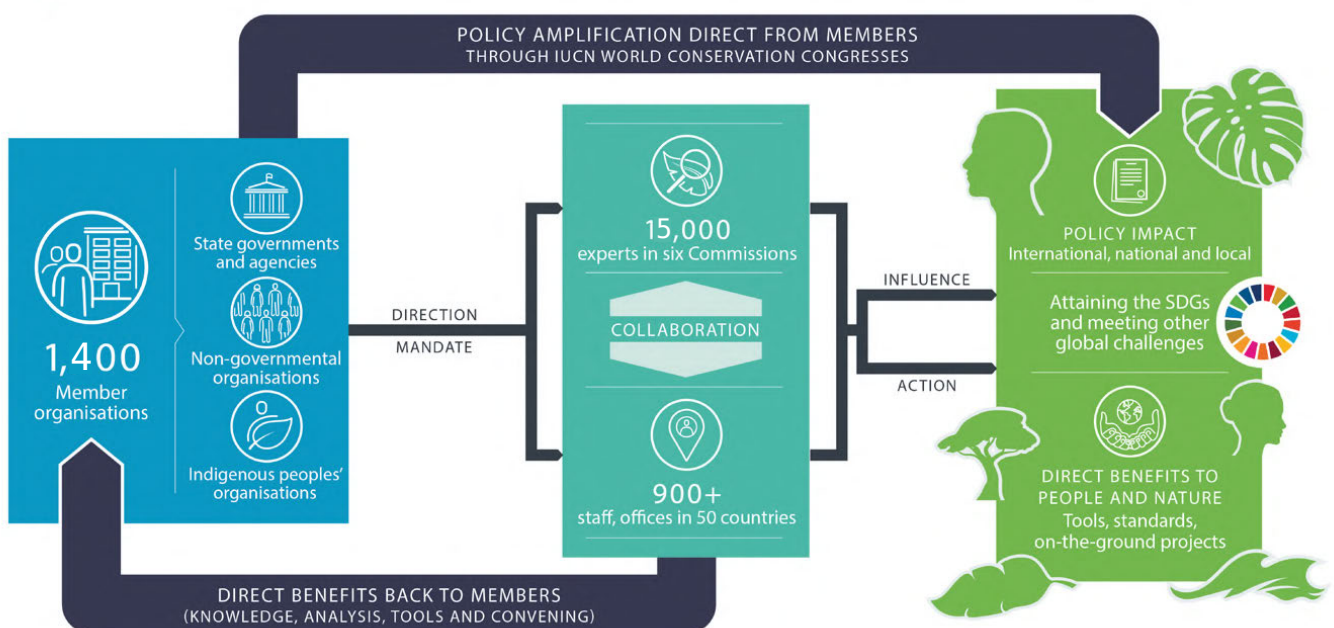 POLICY AMPLIFICATION DIRECT FROM MEMBERS
THROUGH IUCN WORLD CONSERVATION CONGRESSES
1,400
Member
organisations
State governments
and agencies
Non-governmental
organisations
Indigenous peoples’
organisations
DIRECTION
MANDATE
15,000
experts in six Commissions
COLLABORATION
900+
staff, offices in 50 countries
INFLUENCE
ACTION
POLICY IMPACT
International, national and local
Attaining the SDGs
and meeting other
global challenges
DIRECT BENEFITS TO
PEOPLE AND NATURE
Tools, standards,
on-the-ground projects
DIRECT BENEFITS BACK TO MEMBERS
(KNOWLEDGE, ANALYSIS, TOOLS AND CONVENING)